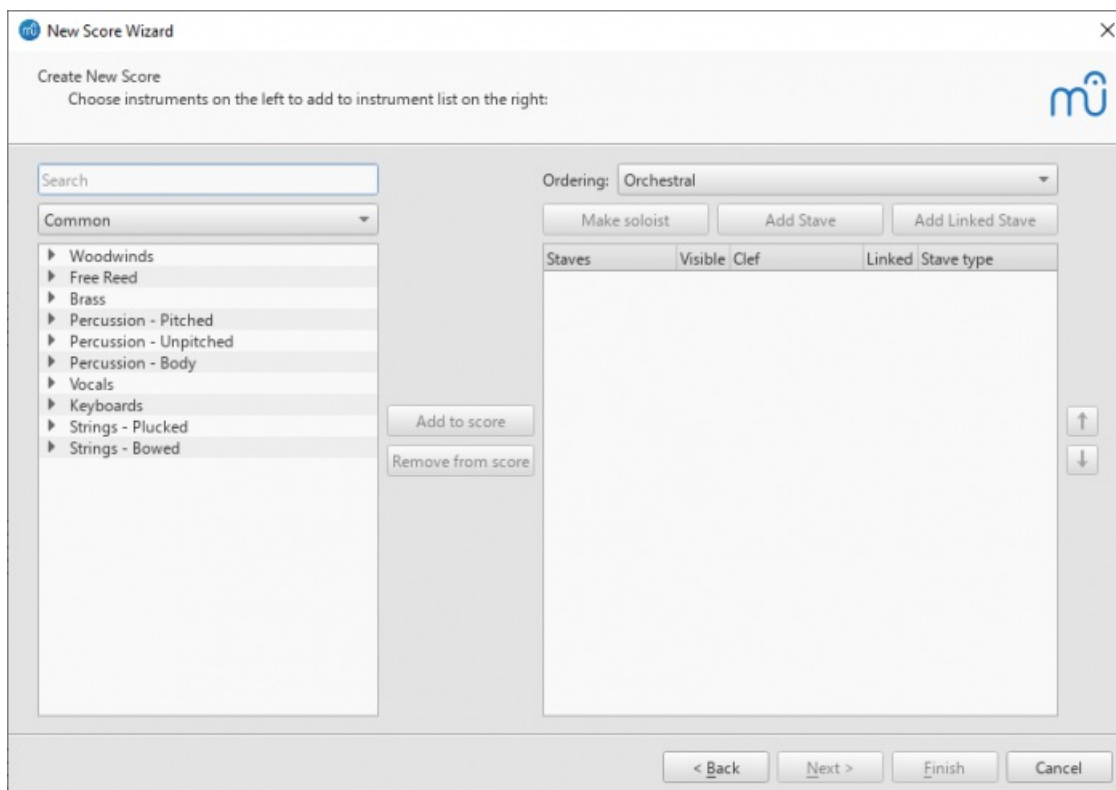 New Score Wizard
Create New Score
Choose instruments on the left to add to instrument list on the right:
Search
Common
Woodwinds
Free Reed
Brass
Percussion - Pitched
Percussion - Unpitched
Percussion - Body
Vocals
Keyboards
Strings - Plucked
Strings - Bowed
Add to score
Remove from score
Ordering: Orchestral
Make soloist Add Stave Add Linked Stave
Staves Visible Clef Linked Stave type
< Back Next > Finish Cancel